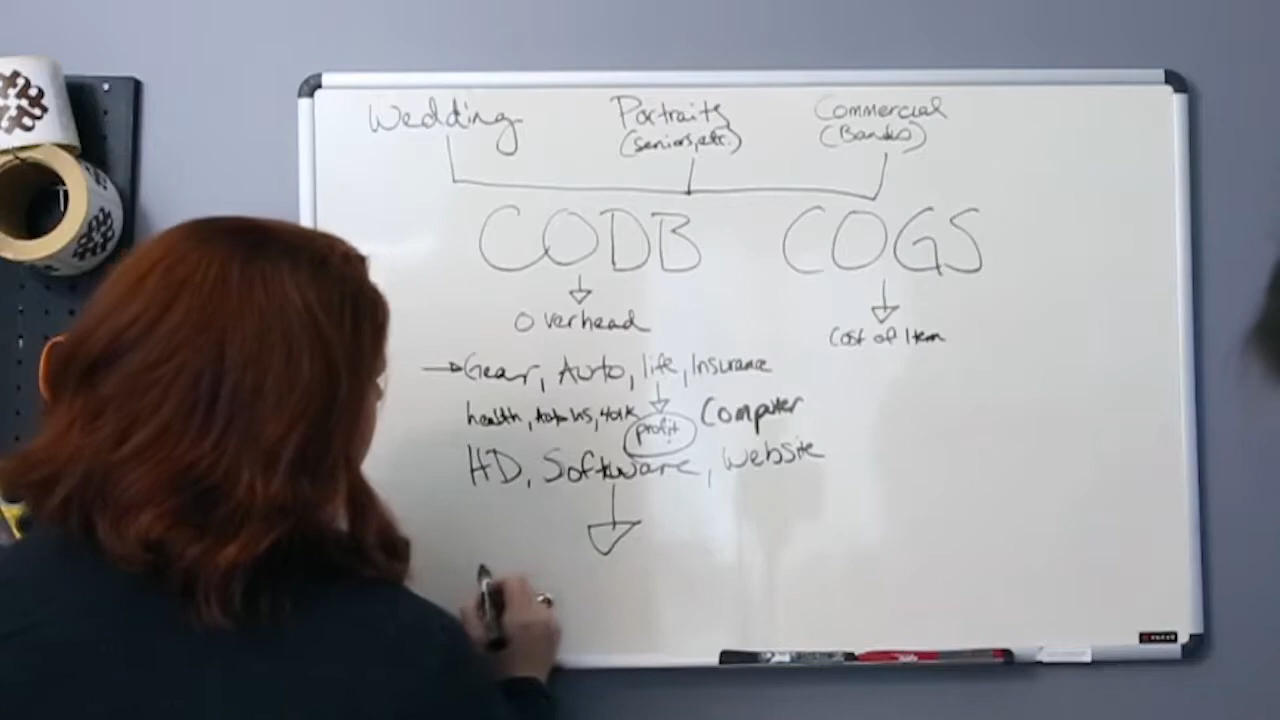 Wedding
Portraits
(seniors, etc.)
Commercial
(Banks)
CODB
COGS
Overhead
Cost of Item
Gear, Auto, life, Insurance
health, Auto ins, 401k
profit
Computer
HD, Software, Website